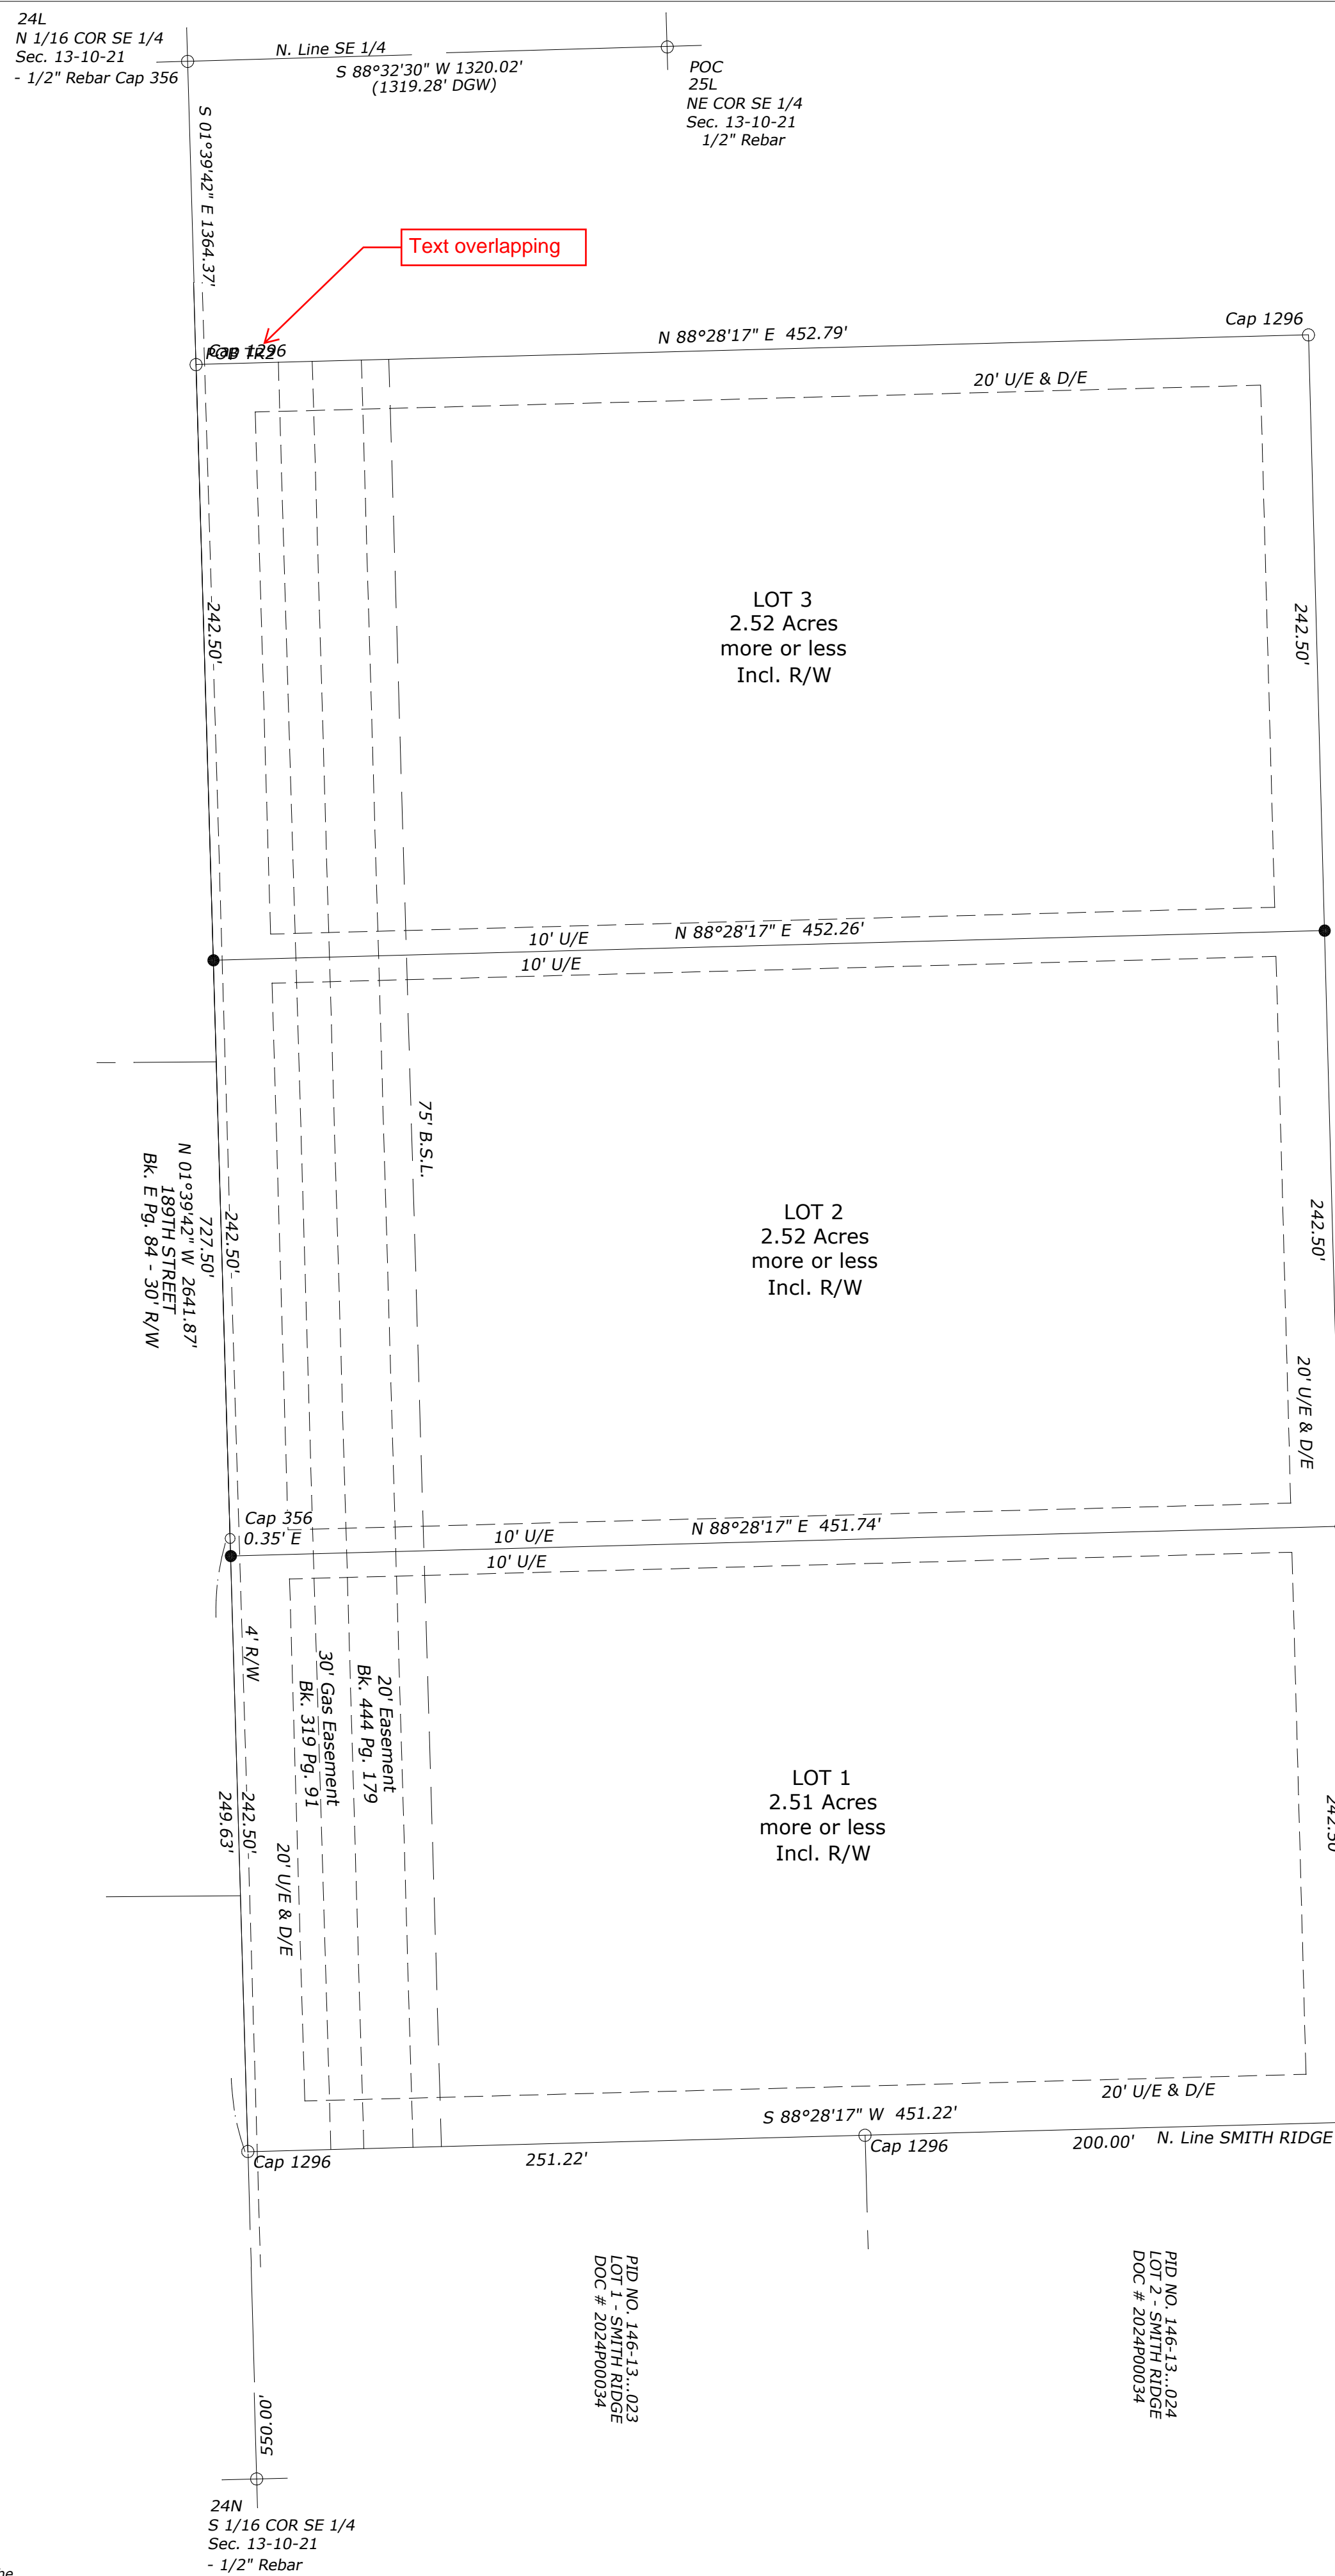 24L
N 1/16 COR SE 1/4
Sec. 13-10-21
- 1/2" Rebar Cap 356
N. Line SE 1/4
S 88°32'30" W 1320.02'
(1319.28' DGW)
POC
25L
NE COR SE 1/4
Sec. 13-10-21
1/2" Rebar
S 01°39'42" E 1364.37'
Text overlapping
Cap 1296
POB TR2
N 88°28'17" E 452.79'
Cap 1296
20' U/E & D/E
242.50'
LOT 3
2.52 Acres
more or less
Incl. R/W
242.50'
10' U/E
N 88°28'17" E 452.26'
10' U/E
75' B.S.L.
242.50'
727.50'
N 01°39'42" W 2641.87'
189TH STREET
Bk. E Pg. 84 - 30' R/W
LOT 2
2.52 Acres
more or less
Incl. R/W
242.50'
20' U/E & D/E
Cap 356
0.35' E
10' U/E
N 88°28'17" E 451.74'
10' U/E
4' R/W
30' Gas Easement
Bk. 319 Pg. 91
20' Easement
Bk. 444 Pg. 179
242.50'
249.63'
20' U/E & D/E
LOT 1
2.51 Acres
more or less
Incl. R/W
242.50'
20' U/E & D/E
S 88°28'17" W 451.22'
Cap 1296
251.22'
Cap 1296
200.00'
N. Line SMITH RIDGE
PID NO. 146-13...023
LOT 1 - SMITH RIDGE
DOC # 2024P00034
PID NO. 146-13...024
LOT 2 - SMITH RIDGE
DOC # 2024P00034
550.00'
24N
S 1/16 COR SE 1/4
Sec. 13-10-21
- 1/2" Rebar